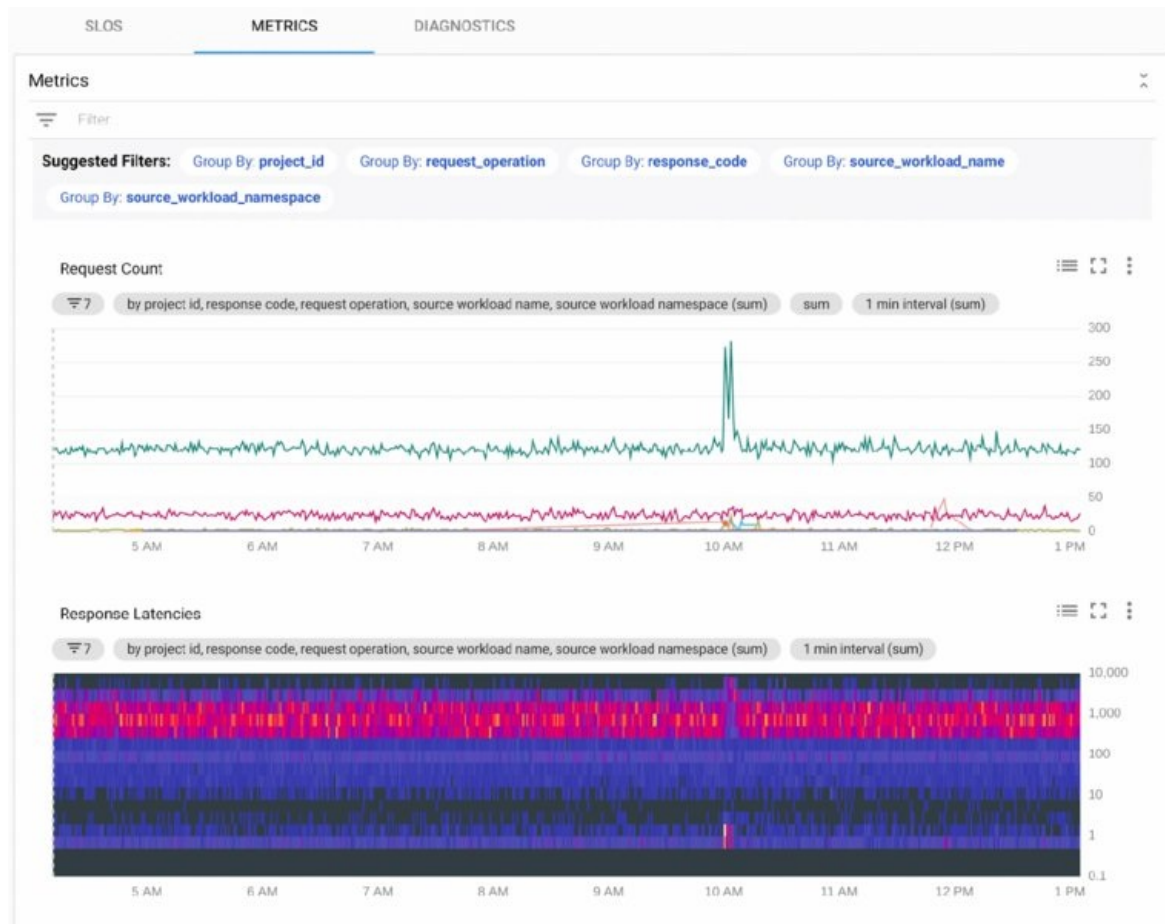 SLOS METRICS DIAGNOSTICS
Metrics
Filter
Suggested Filters: Group By: project_id Group By: request_operation Group By: response_code Group By: source_workload_name
Group By: source_workload_namespace
Request Count
7 by project id, response code, request operation, source workload name, source workload namespace (sum) sum 1 min interval (sum)
300
250
200
150
100
50
0
5 AM 6 AM 7 AM 8 AM 9 AM 10 AM 11 AM 12 PM 1 PM
Response Latencies
7 by project id, response code, request operation, source workload name, source workload namespace (sum) 1 min interval (sum)
10,000
1,000
100
10
1
0.1
5 AM 6 AM 7 AM 8 AM 9 AM 10 AM 11 AM 12 PM 1 PM